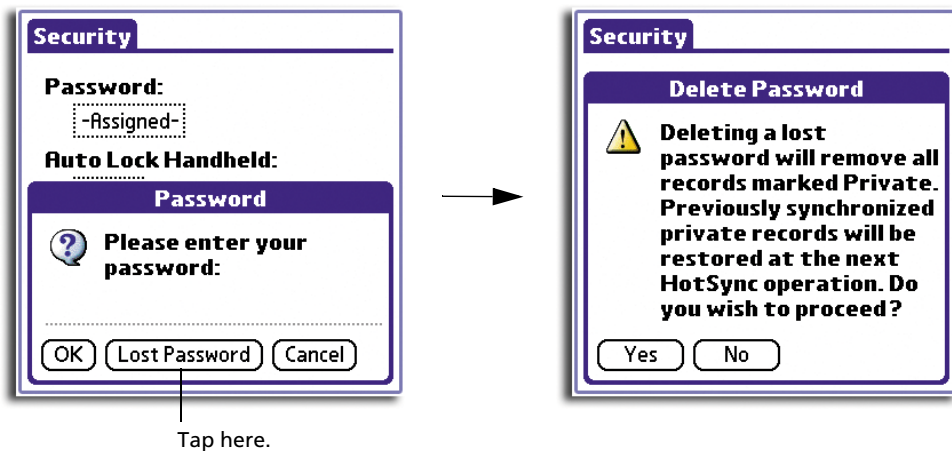 Security
Password:
-Assigned-
Auto Lock Handheld:
Password
Please enter your
password:
OK
Lost Password
Cancel
Tap here.
Security
Delete Password
Deleting a lost
password will remove all
records marked Private.
Previously synchronized
private records will be
restored at the next
HotSync operation. Do
you wish to proceed?
Yes
No